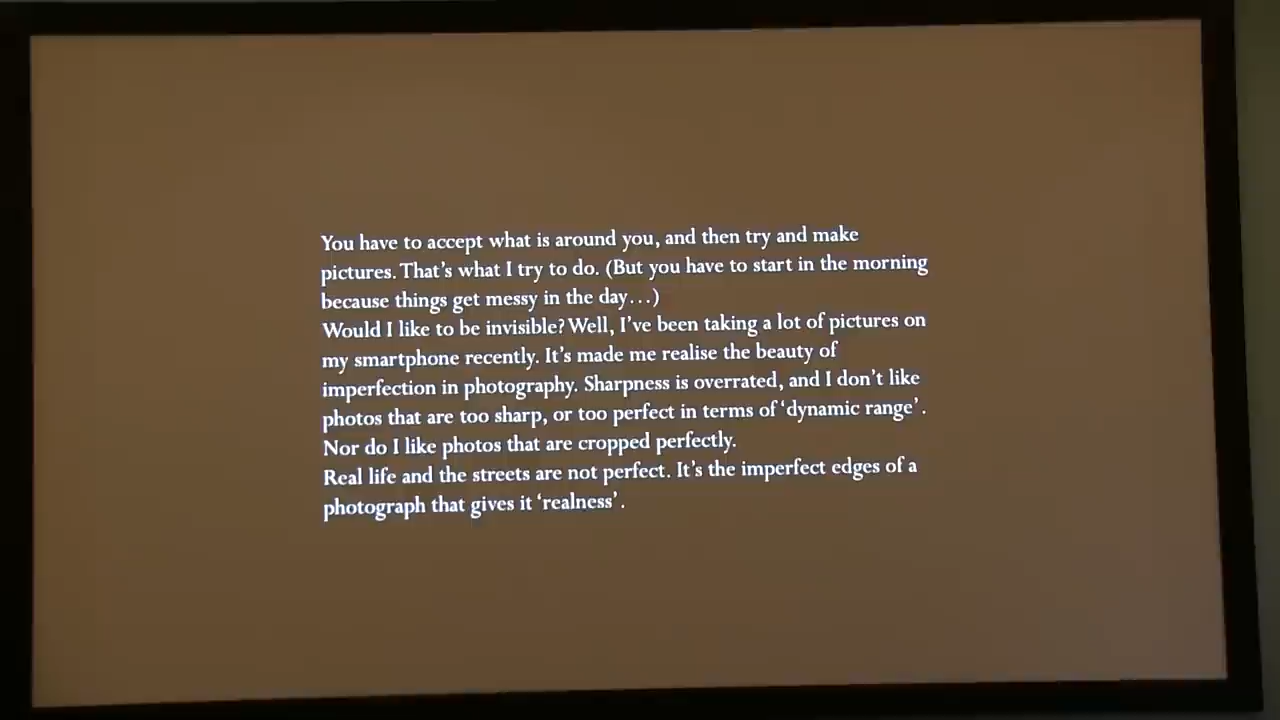 You have to accept what is around you, and then try and make
pictures. That's what I try to do. (But you have to start in the morning
because things get messy in the day…)
Would I like to be invisible? Well, I've been taking a lot of pictures on
my smartphone recently. It's made me realise the beauty of
imperfection in photography. Sharpness is overrated, and I don't like
photos that are too sharp, or too perfect in terms of ‘dynamic range’.
Nor do I like photos that are cropped perfectly.
Real life and the streets are not perfect. It's the imperfect edges of a
photograph that gives it ‘realness’.